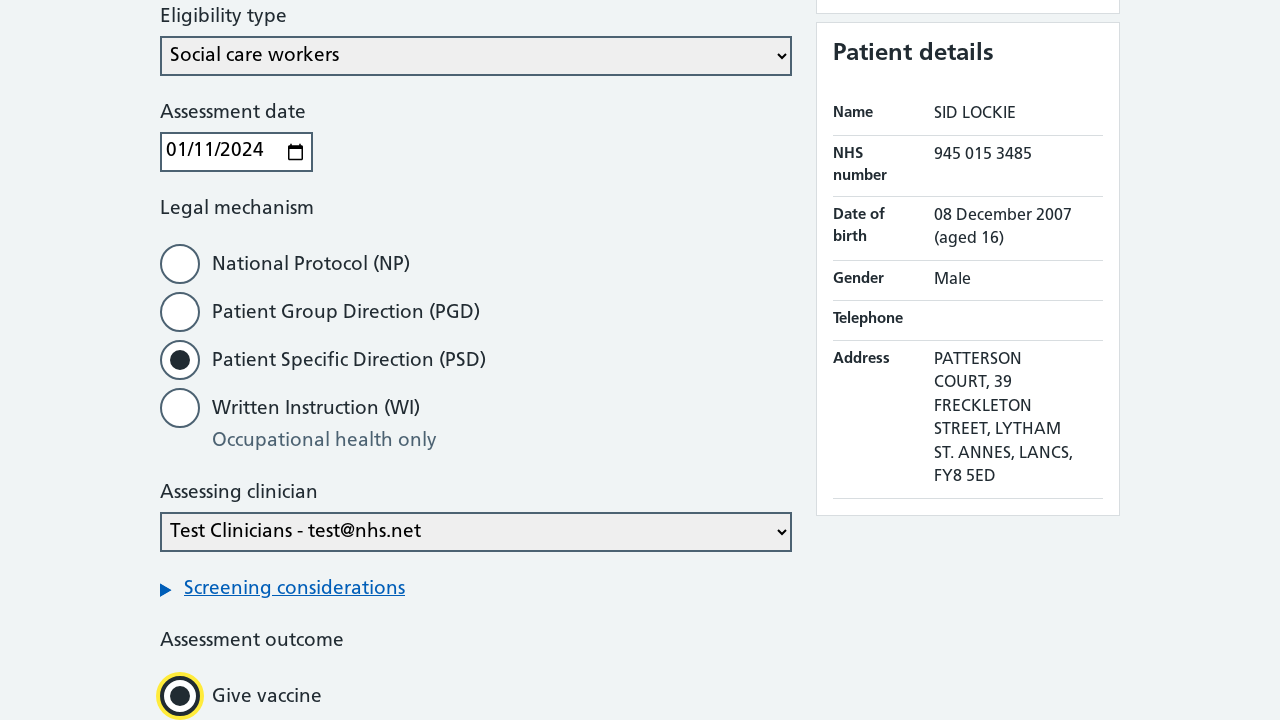 Eligibility type
Social care workers
Assessment date
01/11/2024
Legal mechanism
National Protocol (NP)
Patient Group Direction (PGD)
Patient Specific Direction (PSD)
Written Instruction (WI)
Occupational health only
Assessing clinician
Test Clinicians - test@nhs.net
Screening considerations
Assessment outcome
Give vaccine
Patient details
Name SID LOCKIE
NHS number 945 015 3485
Date of birth 08 December 2007 (aged 16)
Gender Male
Telephone
Address PATTERSON
COURT, 39
FRECKLETON
STREET, LYTHAM
ST. ANNES, LANCS,
FY8 5ED